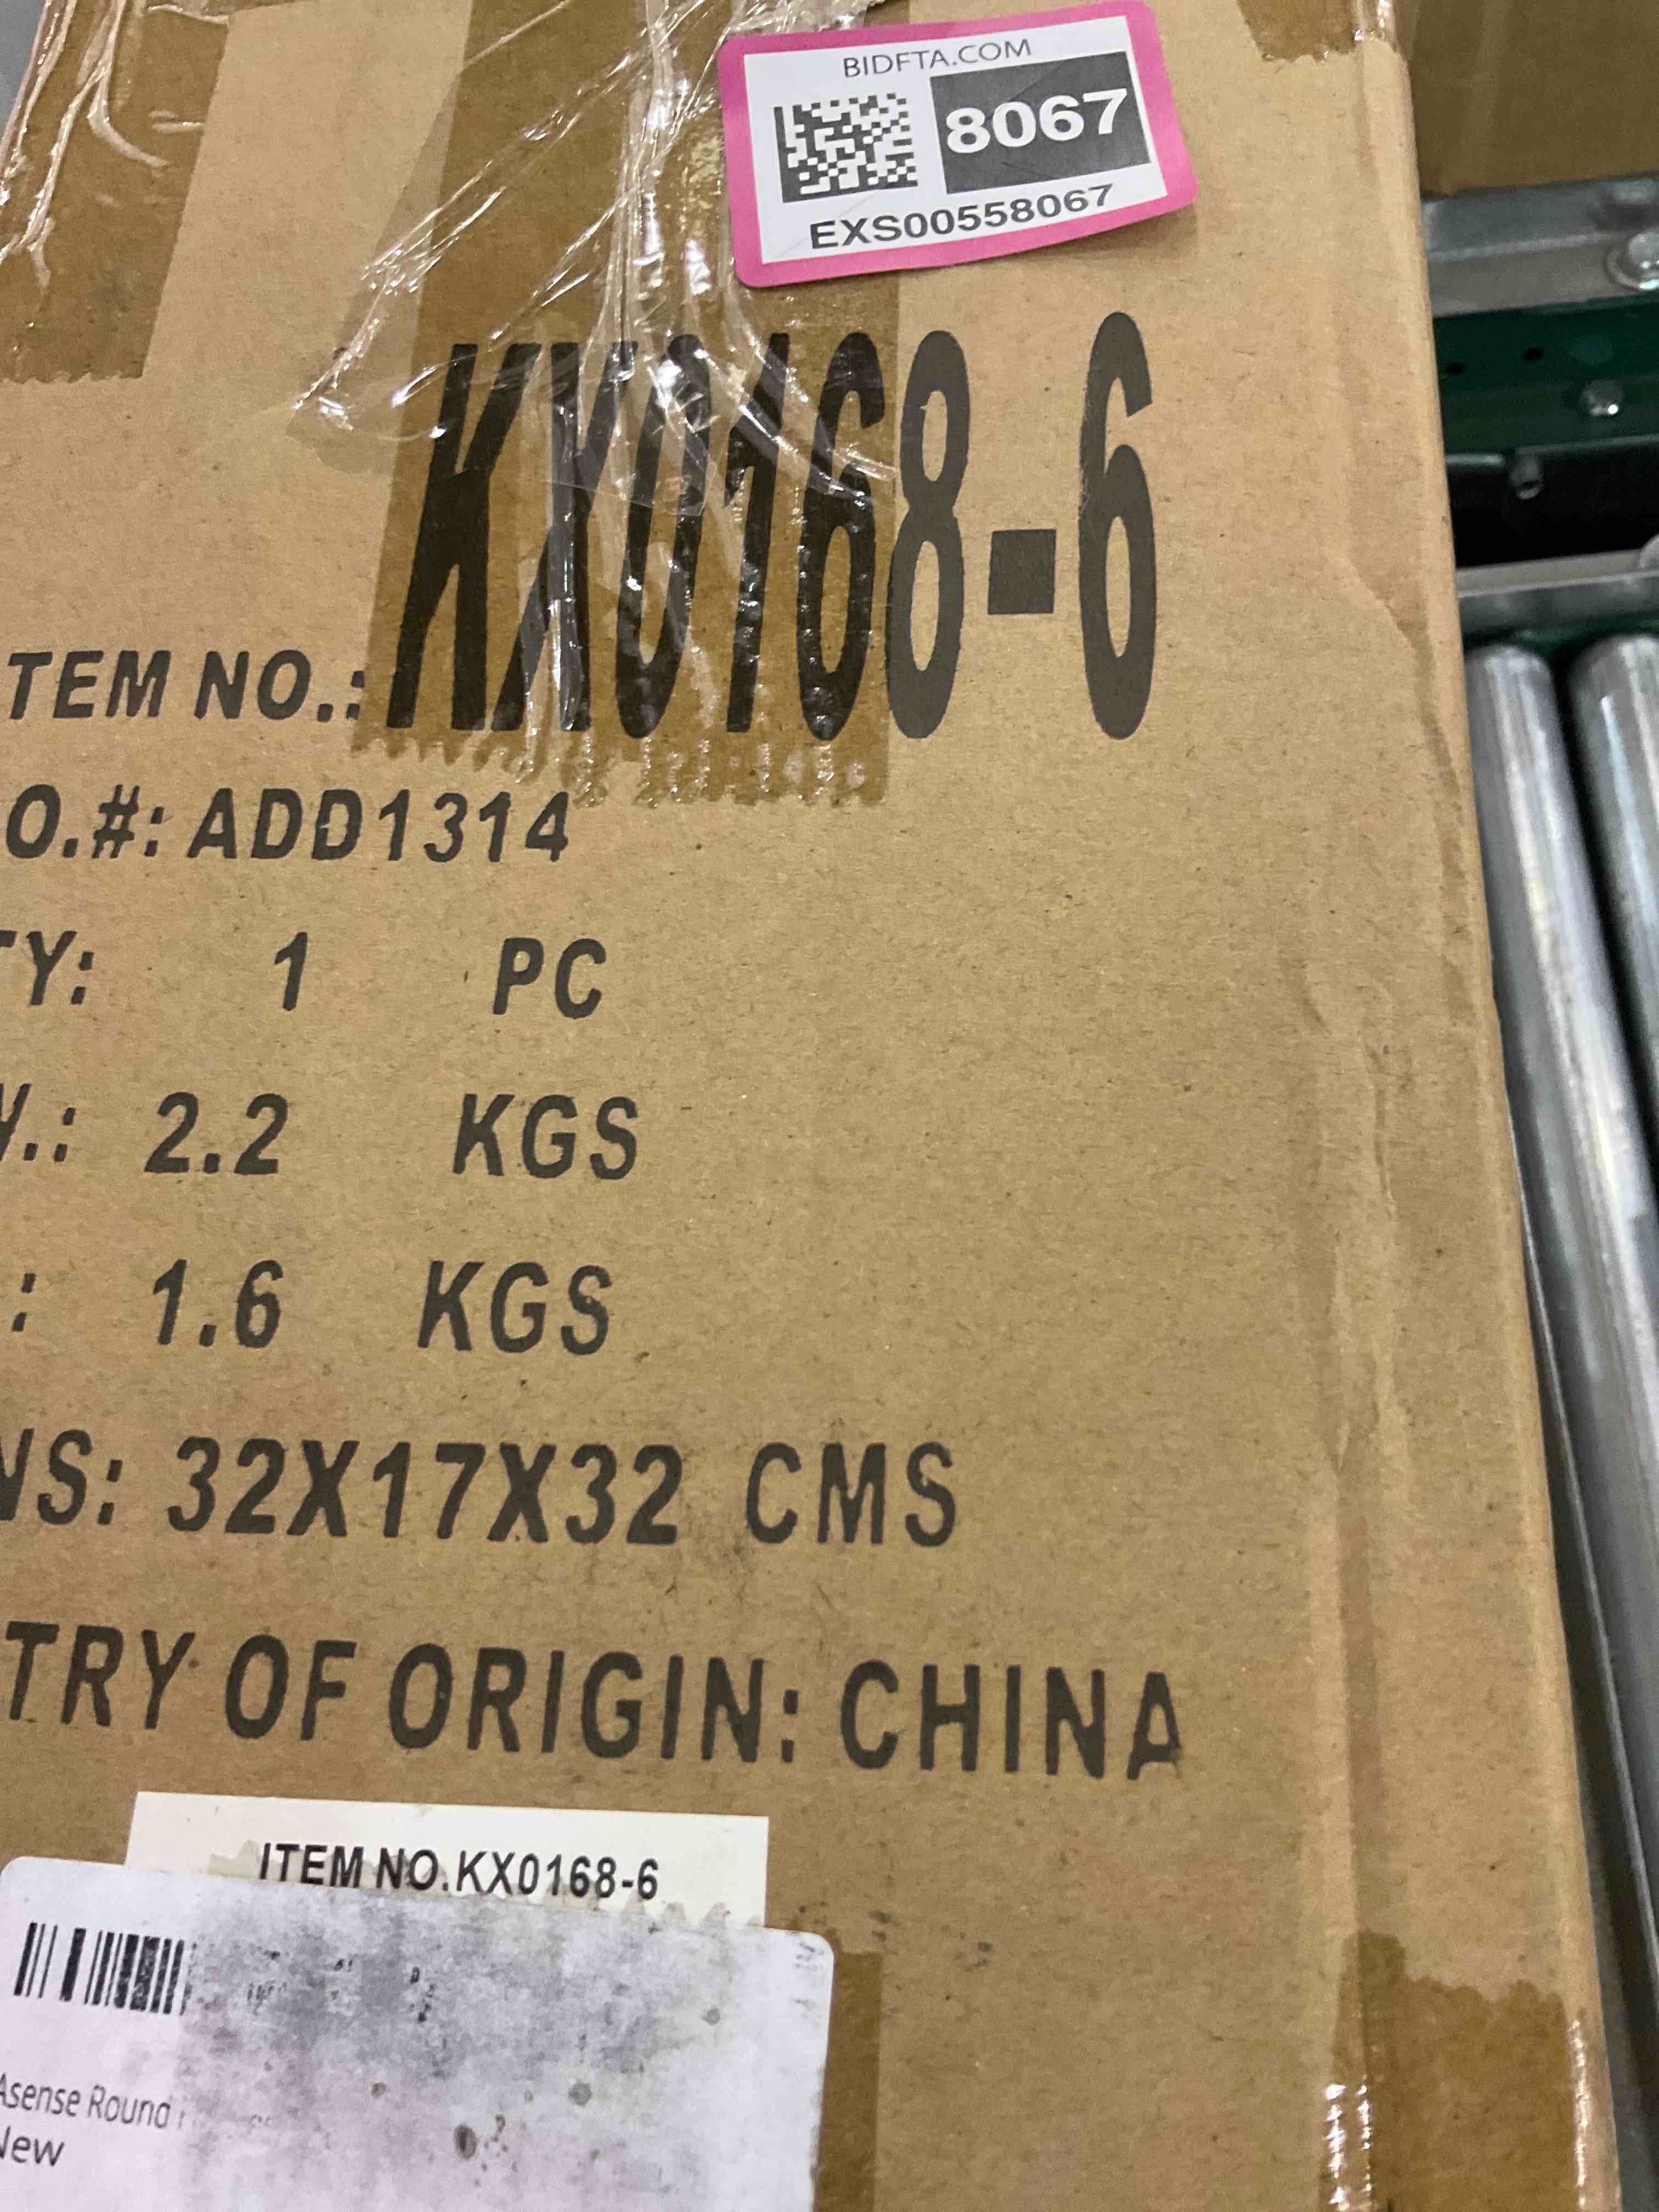 BIDFTA.COM
8067
EXS00558067
TEM NO.: KX0168-6
O.#: ADD1314
TY: 1 PC
W.: 2.2 KGS
: 1.6 KGS
NS: 32X17X32 CMS
TRY OF ORIGIN: CHINA
ITEM NO.KX0168-6
Asense Round
New